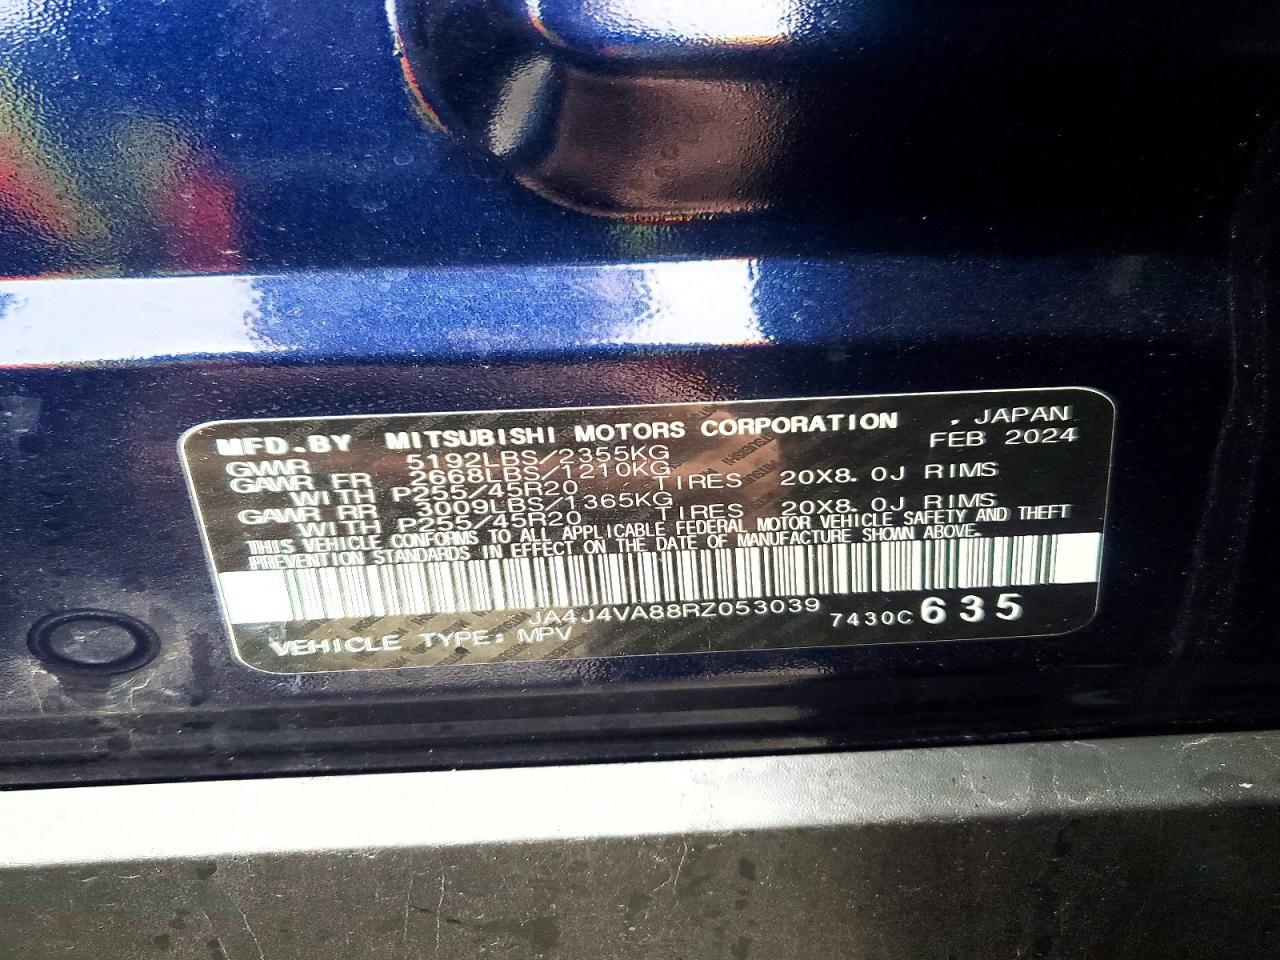 MFD.BY MITSUBISHI MOTORS CORPORATION , JAPAN
GVWR 5192LBS/2355KG FEB 2024
GAWR FR 2668LBS/1210KG
WITH P255/45R20 TIRES 20X8.0J RIMS
GAWR RR 3009LBS/1365KG
WITH P255/45R20 TIRES 20X8.0J RIMS
THIS VEHICLE CONFORMS TO ALL APPLICABLE FEDERAL MOTOR VEHICLE SAFETY AND THEFT
PREVENTION STANDARDS IN EFFECT ON THE DATE OF MANUFACTURE SHOWN ABOVE.
JA4J4VA88RZ053039 7430C 635
VEHICLE TYPE: MPV